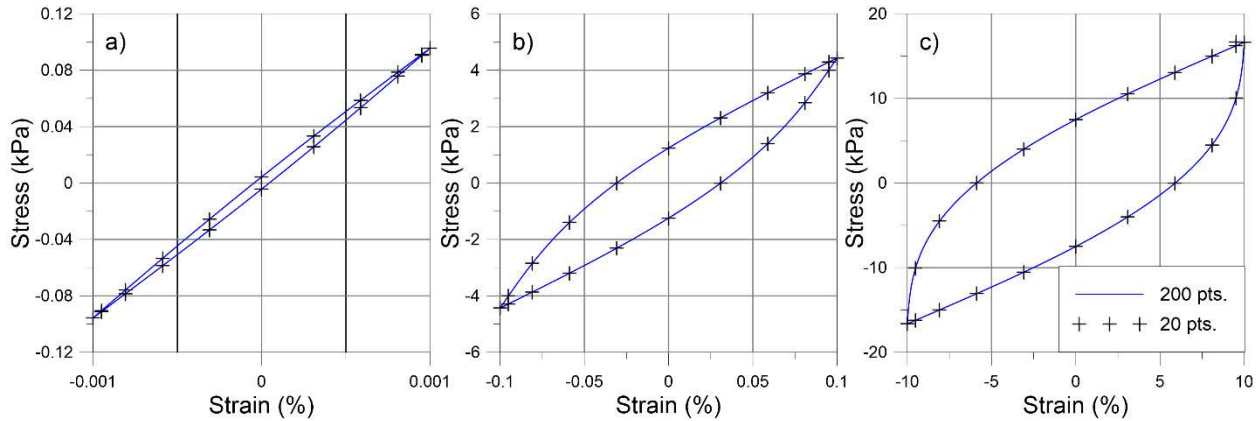 a)
Stress (kPa)
0.12
0.08
0.04
0
-0.04
-0.08
-0.12
-0.001
0
0.001
Strain (%)
b)
Stress (kPa)
6
4
2
0
-2
-4
-6
-0.1
-0.05
0
0.05
0.1
Strain (%)
c)
Stress (kPa)
20
10
0
-10
-20
-10
-5
0
5
10
Strain (%)
200 pts.
20 pts.